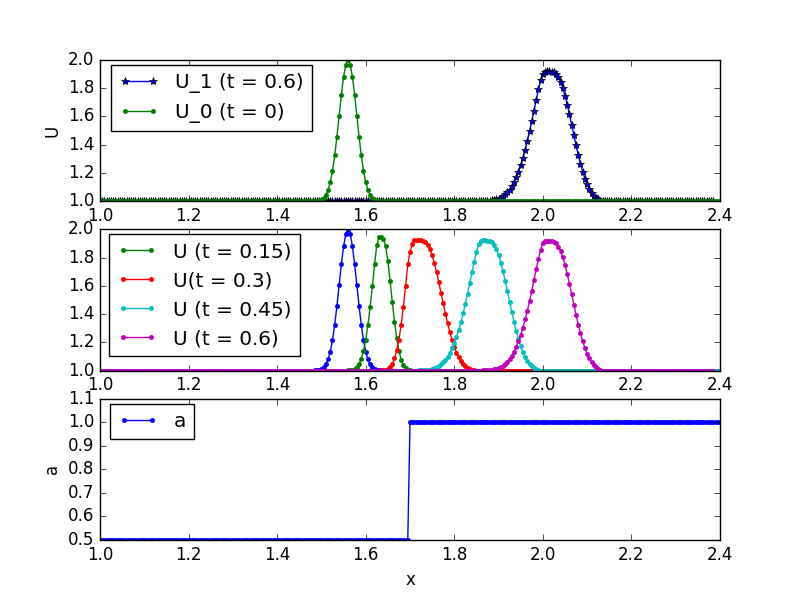 2.0
1.8
1.6
1.4
1.2
1.0
U
U_1 (t = 0.6)
U_0 (t = 0)
1.0 1.2 1.4 1.6 1.8 2.0 2.2 2.4
2.0
1.8
1.6
1.4
1.2
1.0
U (t = 0.15)
U(t = 0.3)
U (t = 0.45)
U (t = 0.6)
1.0 1.2 1.4 1.6 1.8 2.0 2.2 2.4
1.1
1.0
0.9
0.8
0.7
0.6
0.5
a
a
1.0 1.2 1.4 1.6 1.8 2.0 2.2 2.4
x